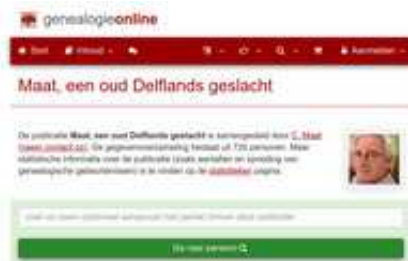 genealogieonline
Start Inhoud Aanmelden
Maat, een oud Delflands geslacht
De publicatie Maat, een oud Delflands geslacht is samengesteld door C. Maat
(neem contact op). De gegevensverzameling bestaat uit personen. Meer
statistische informatie over de publicatie (zoals aantallen en spreiding van
genealogische gebeurtenissen) is te vinden op de statistieken pagina.
Ga naar persoon